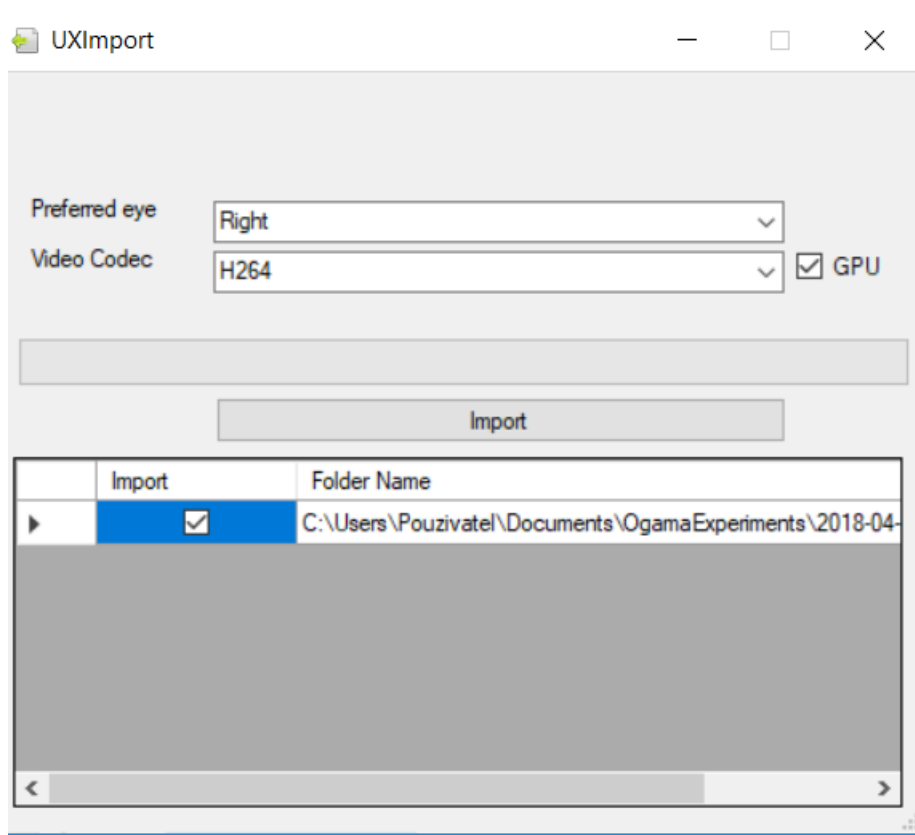 UXImport
Preferred eye
Right
Video Codec
H264
GPU
Import
Import Folder Name
C:\Users\Pouzivatel\Documents\OgamaExperiments\2018-04-